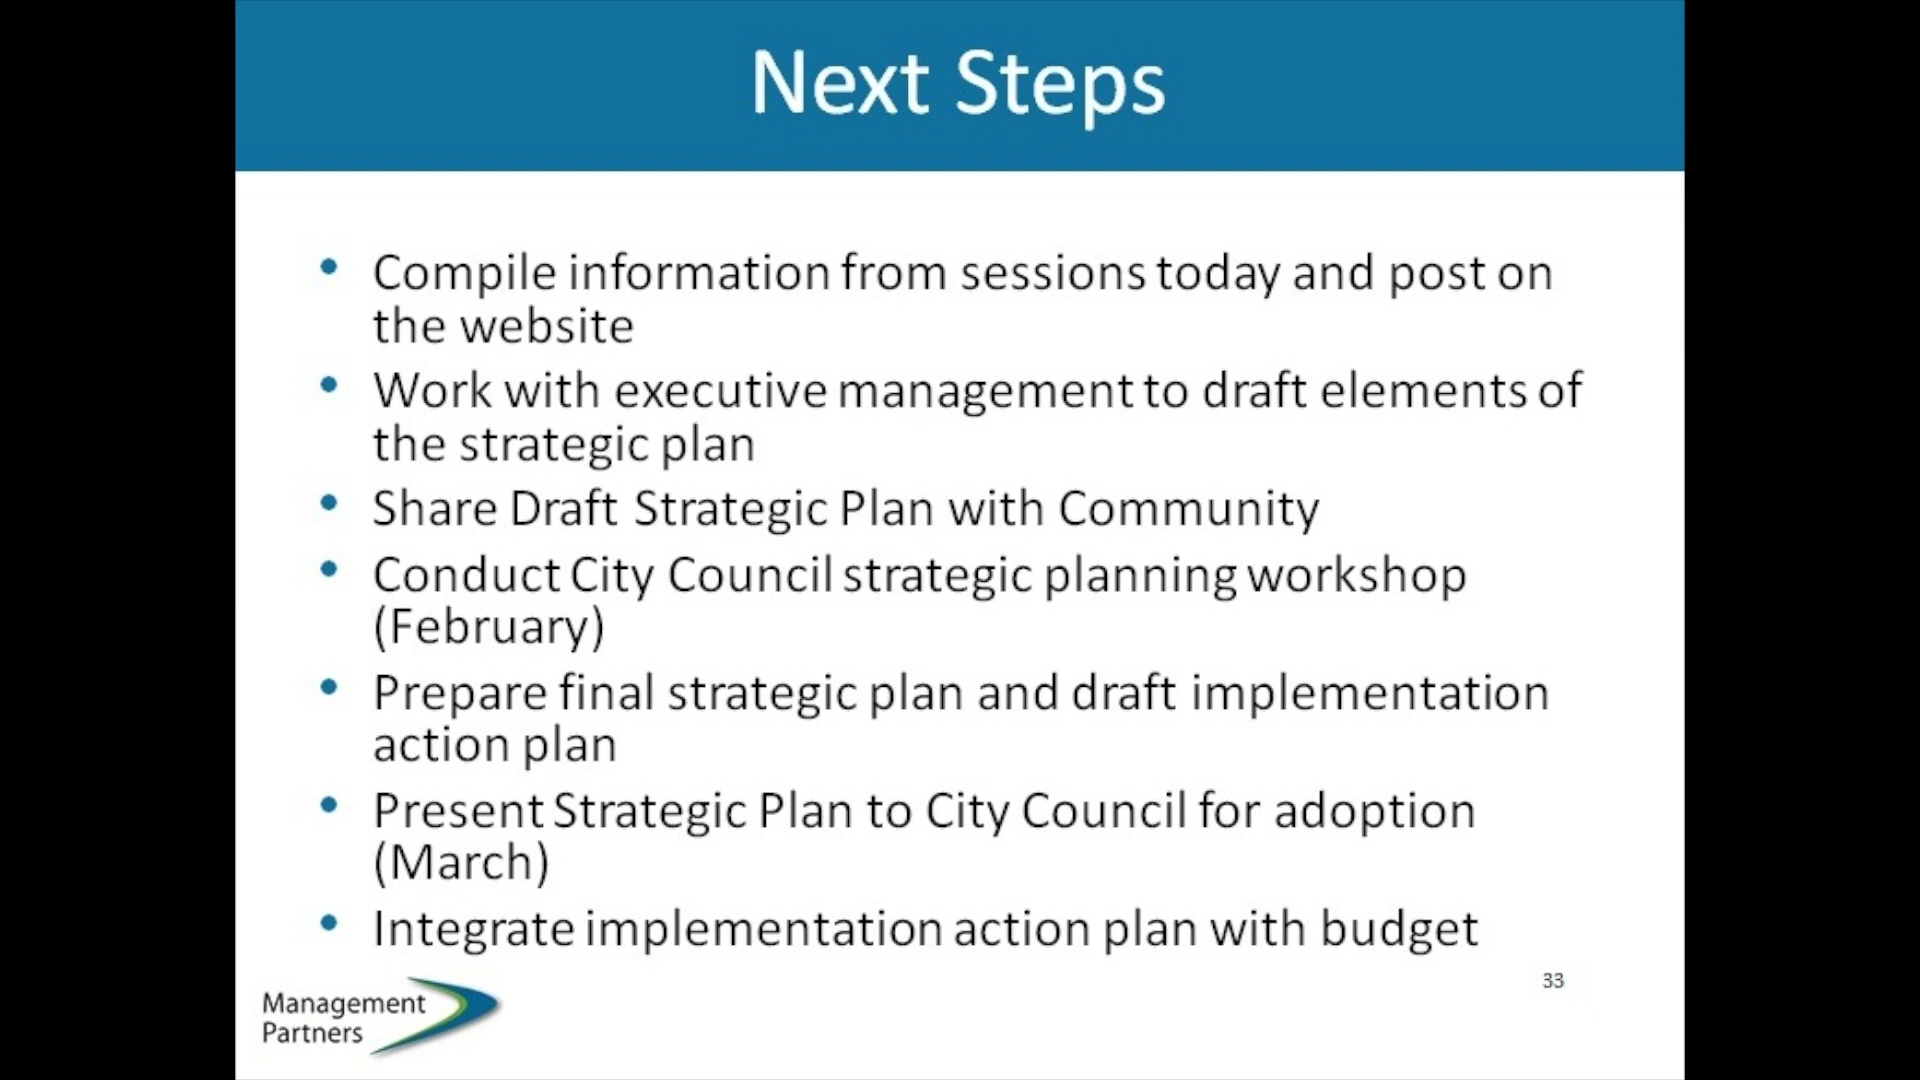 Next Steps
• Compile information from sessions today and post on
the website
• Work with executive management to draft elements of
the strategic plan
• Share Draft Strategic Plan with Community
• Conduct City Council strategic planning workshop
(February)
• Prepare final strategic plan and draft implementation
action plan
• Present Strategic Plan to City Council for adoption
(March)
• Integrate implementation action plan with budget
33
Management
Partners